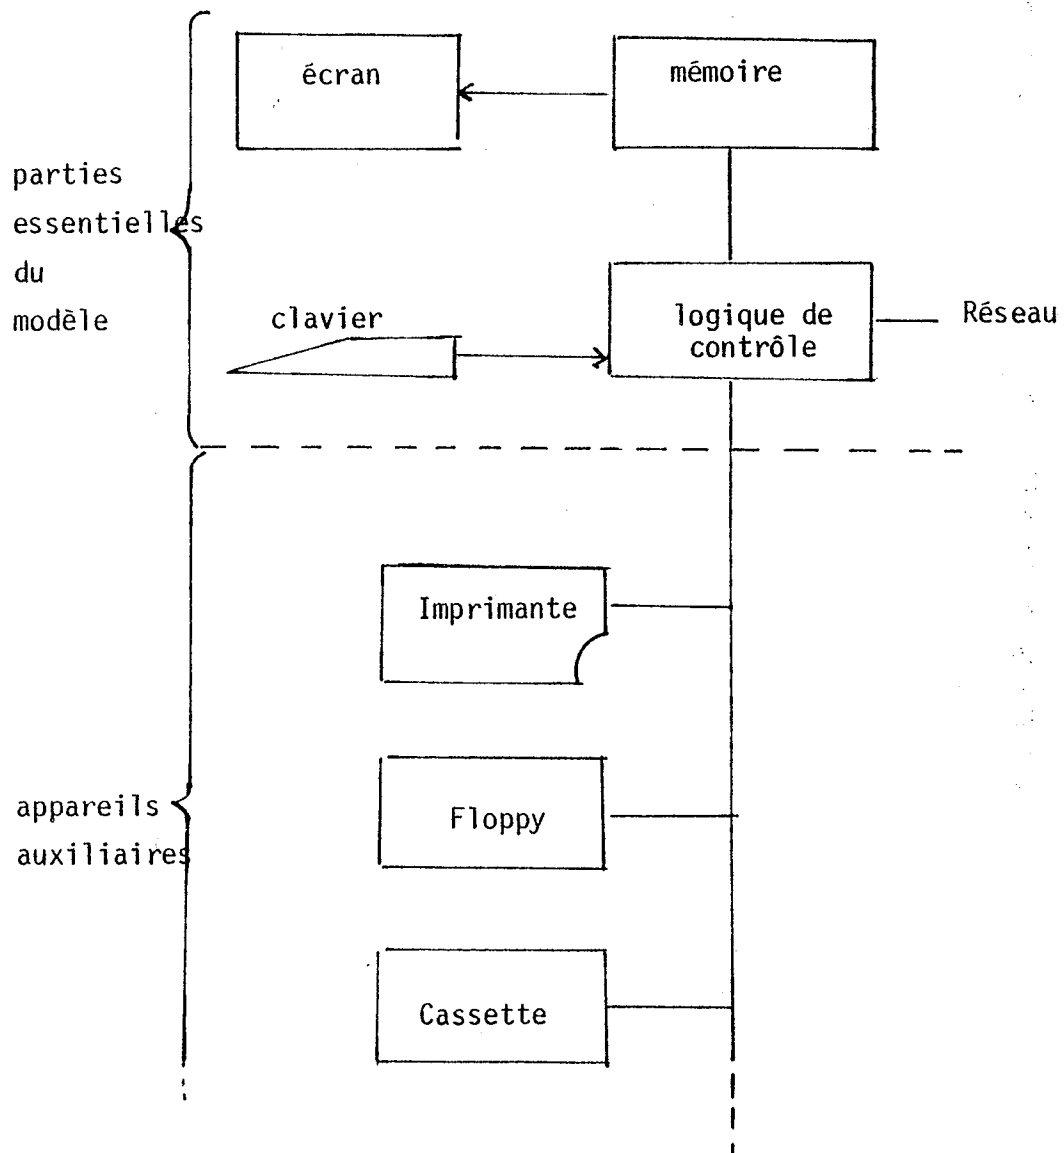 écran
mémoire
parties
essentielles
du
modèle
clavier
logique de
contrôle
Réseau
Imprimante
appareils
auxiliaires
Floppy
Cassette